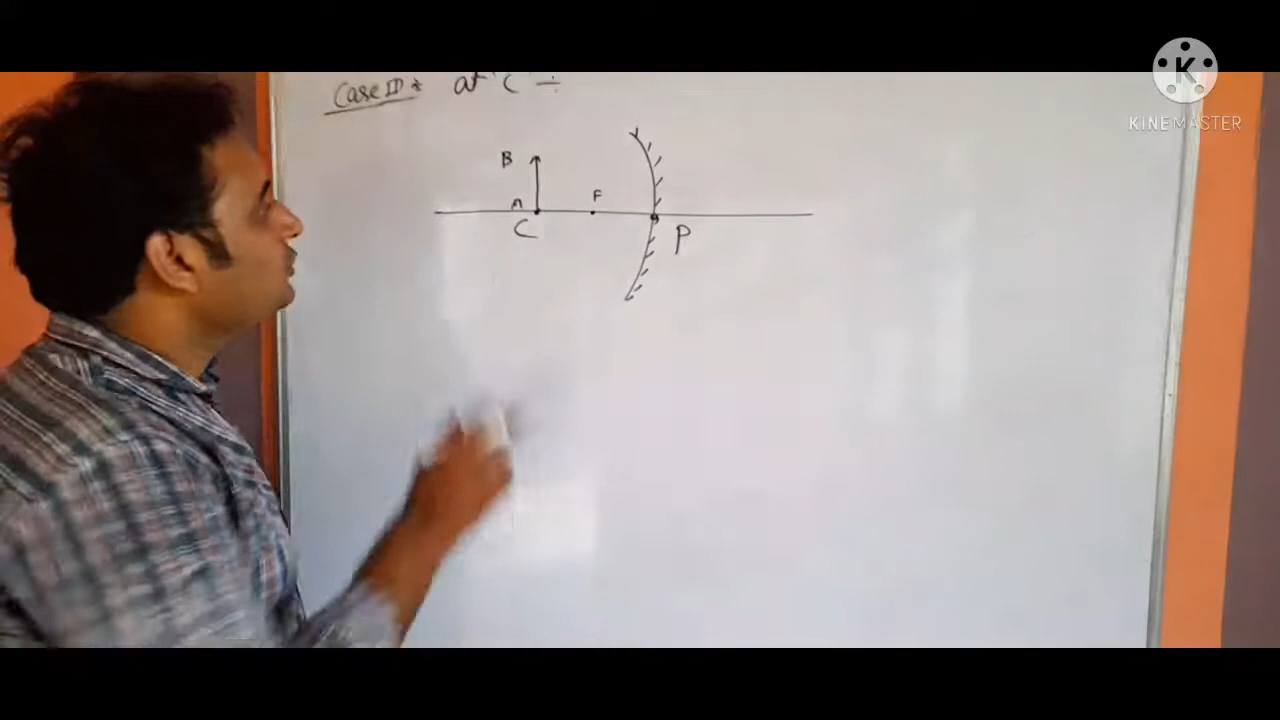 Case III :- at 'C' :-
B
A F
C P
K
KINEMASTER